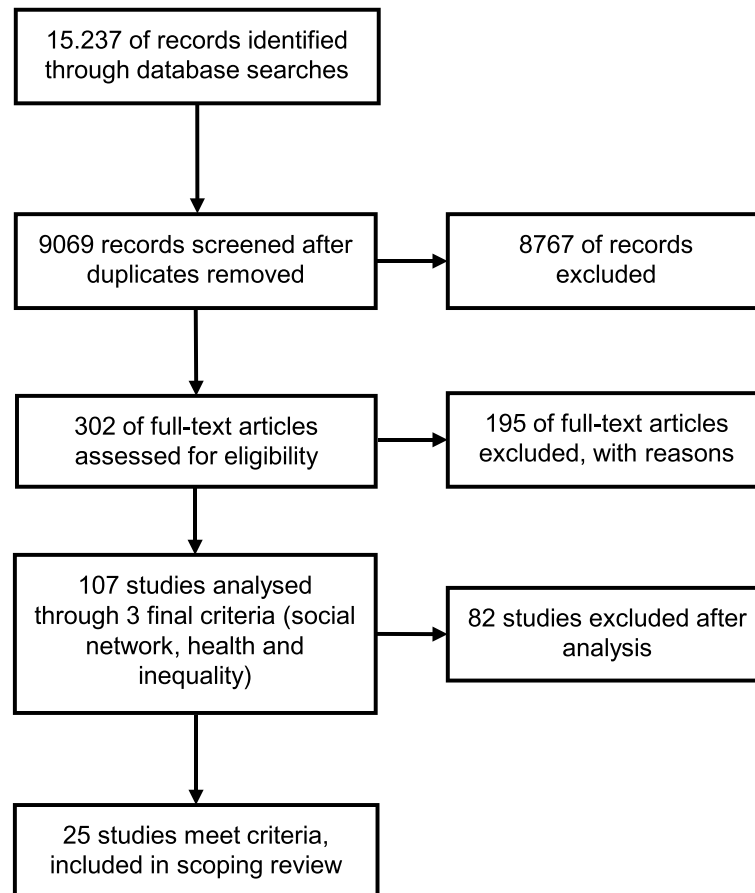 15.237 of records identified
through database searches
9069 records screened after
duplicates removed
8767 of records
excluded
302 of full-text articles
assessed for eligibility
195 of full-text articles
excluded, with reasons
107 studies analysed
through 3 final criteria (social
network, health and
inequality)
82 studies excluded after
analysis
25 studies meet criteria,
included in scoping review